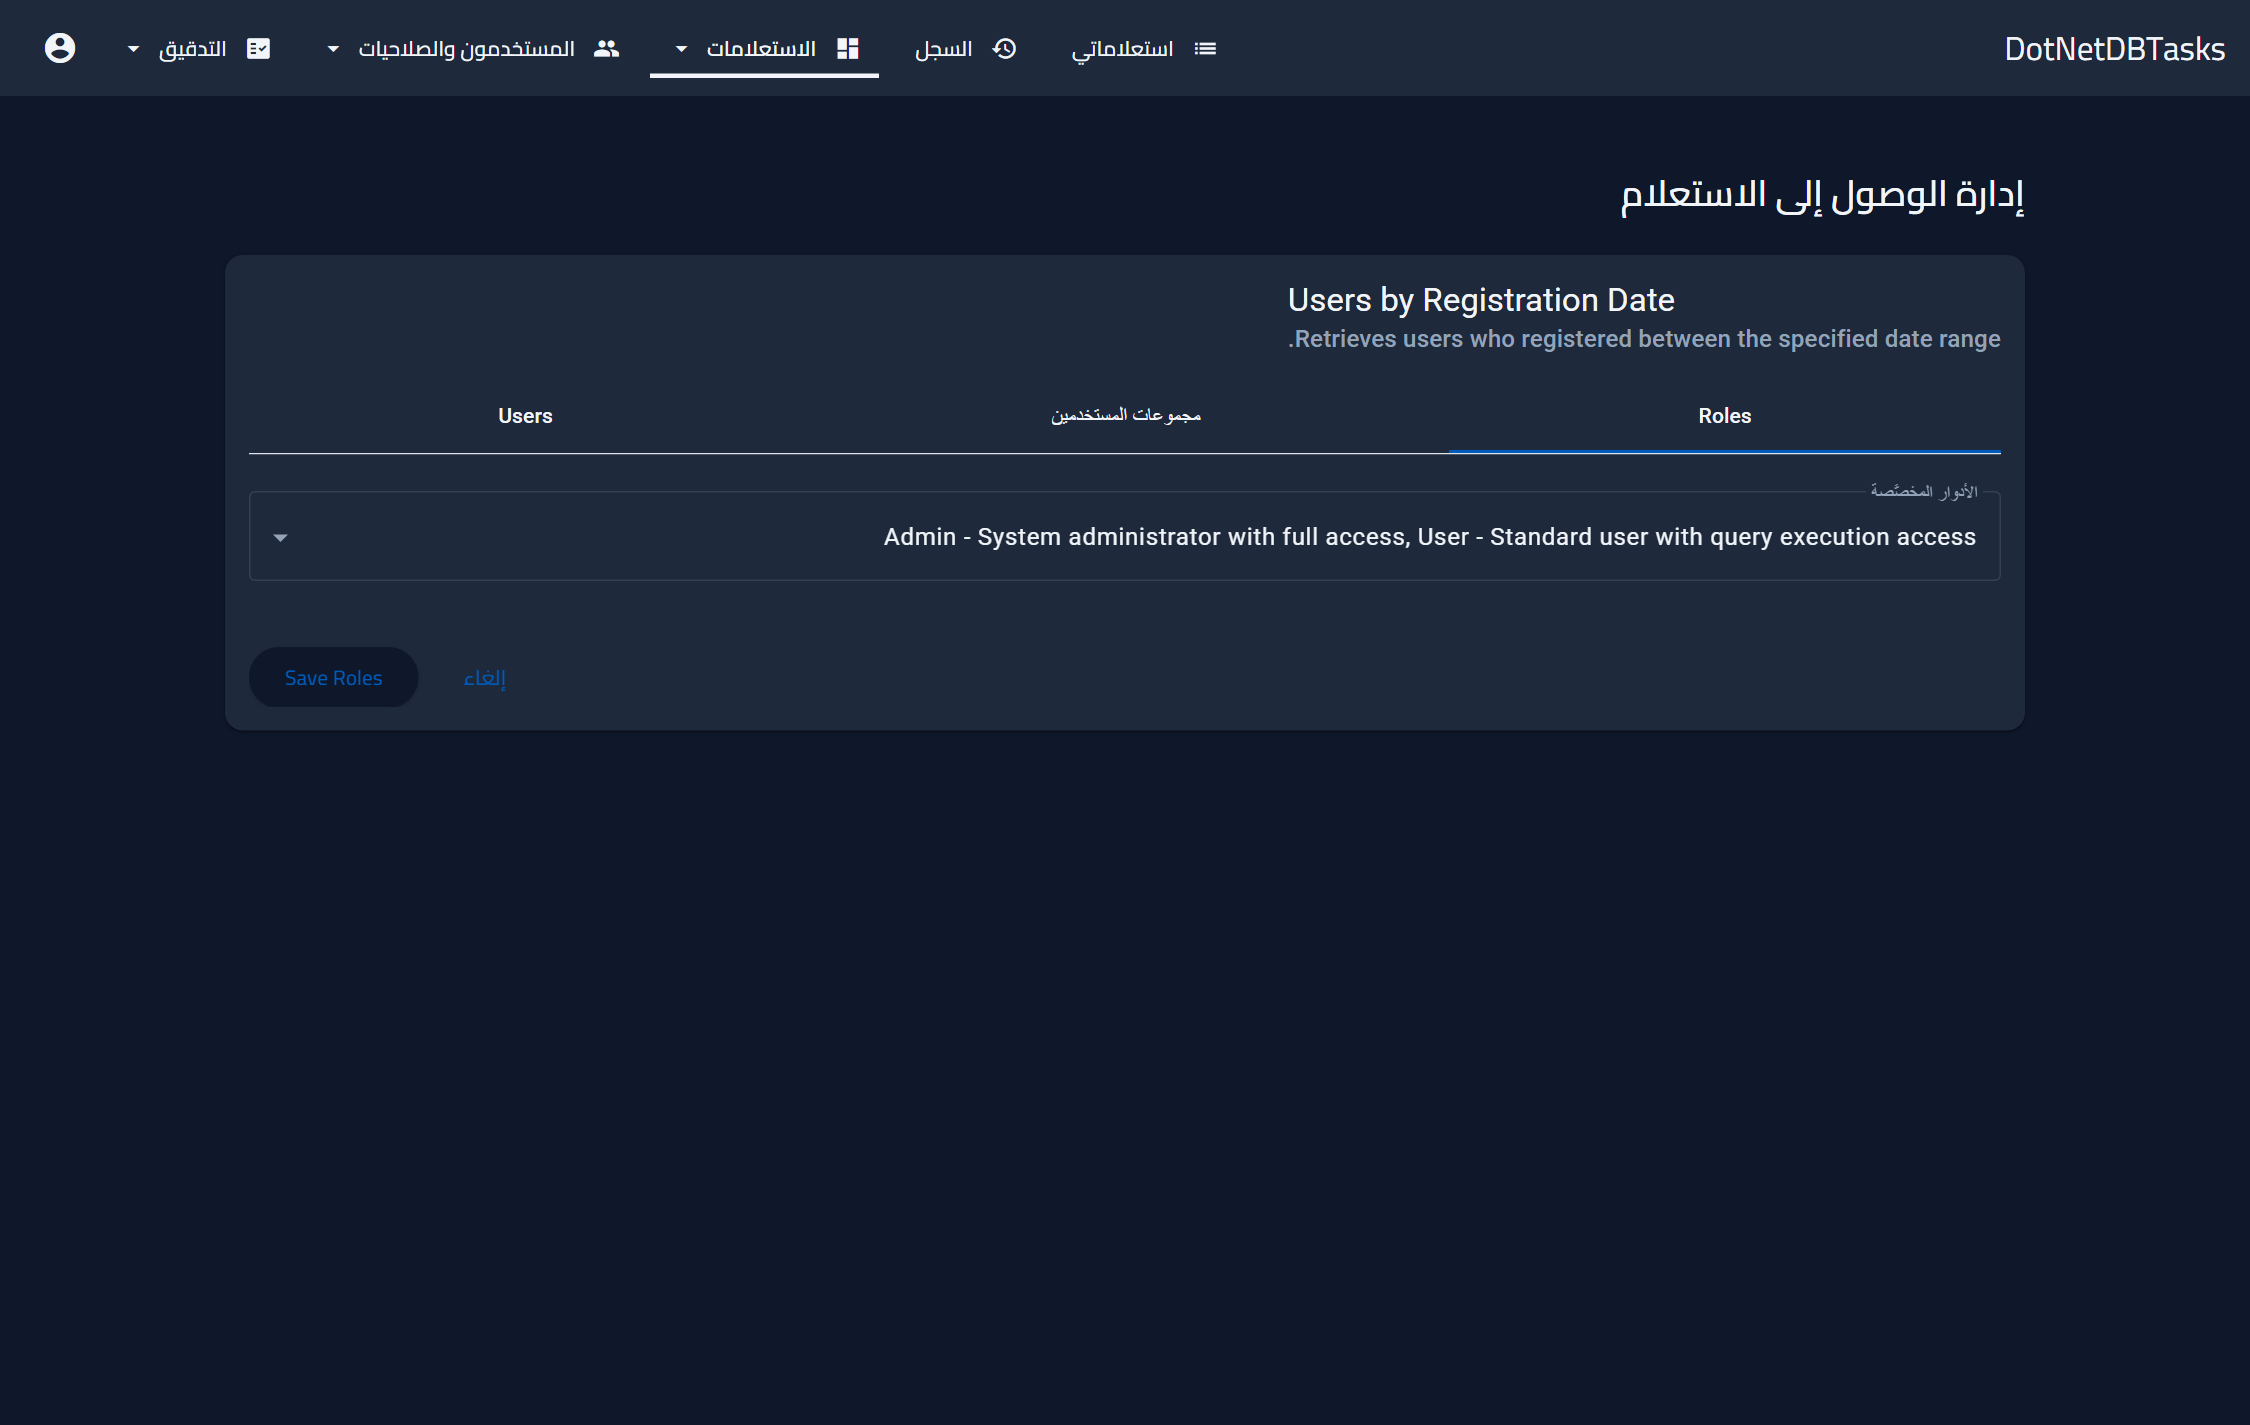 DotNetDBTasks
استعلاماتي
السجل
الاستعلامات
المستخدمون والصلاحيات
التدقيق
إدارة الوصول إلى الاستعلام
Users by Registration Date
Retrieves users who registered between the specified date range.
Roles
مجموعات المستخدمين
Users
الأدوار المخصَّصة
Admin - System administrator with full access, User - Standard user with query execution access
إلغاء
Save Roles